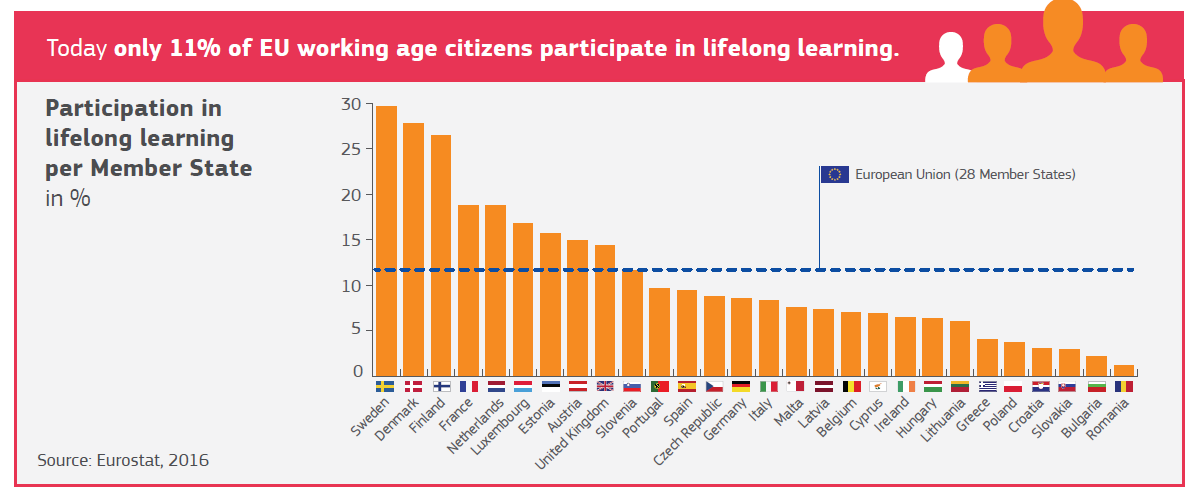 Today only 11% of EU working age citizens participate in lifelong learning.
Participation in
lifelong learning
per Member State
in %
30
25
20
15
10
5
0
European Union (28 Member States)
Sweden
Denmark
Finland
France
Netherlands
Luxembourg
Estonia
Austria
United Kingdom
Slovenia
Portugal
Spain
Czech Republic
Germany
Italy
Malta
Latvia
Belgium
Cyprus
Ireland
Hungary
Lithuania
Greece
Poland
Croatia
Slovakia
Bulgaria
Romania
Source: Eurostat, 2016